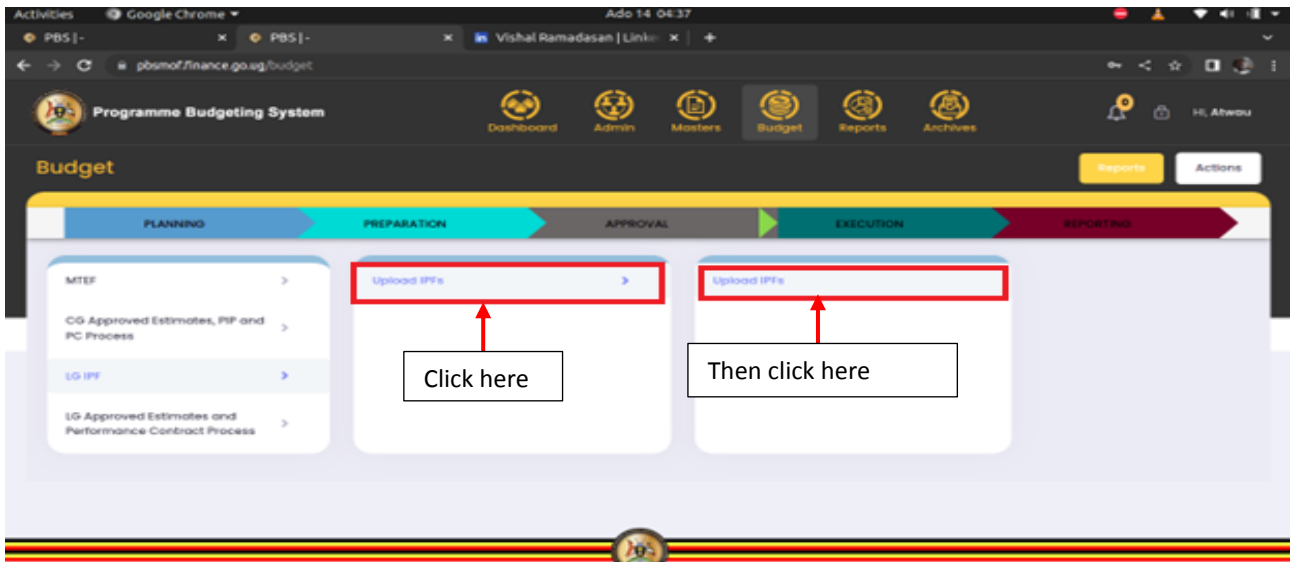 Activities Google Chrome Ado 14 04:37
PBS | - × PBS | - × in Vishal Ramadasan | Linke × +
pbsmof.finance.go.ug/budget
Programme Budgeting System
Dashboard Admin Masters Budget Reports Archives
0
Hi, Atwau
Budget
Reports Actions
PLANNING PREPARATION APPROVAL EXECUTION REPORTING
MTEF
CG Approved Estimates, PIP and
PC Process
LG IPF
LG Approved Estimates and
Performance Contract Process
Upload IPFs
Click here
Upload IPFs
Then click here